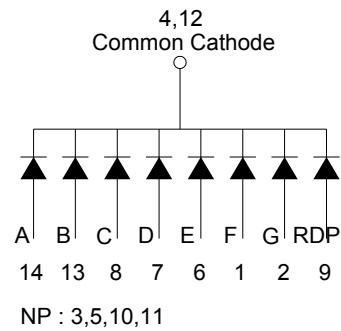 4,12
Common Cathode
A B C D E F G RDP
14 13 8 7 6 1 2 9
NP : 3,5,10,11